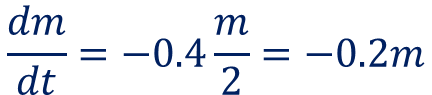 dm/dt = −0.4 m/2 = −0.2m